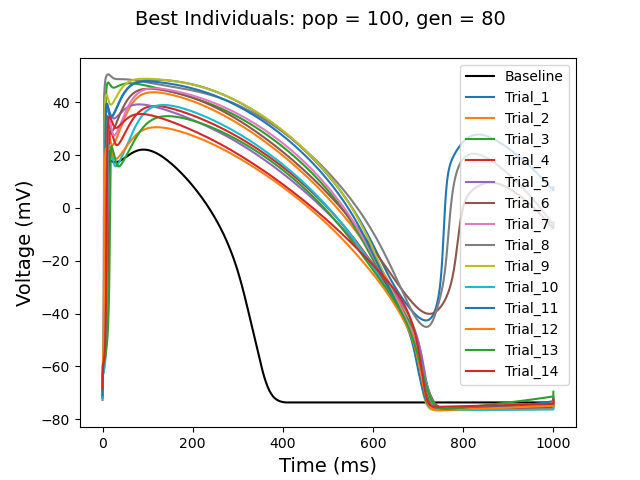 Best Individuals: pop = 100, gen = 80
Voltage (mV)
40
20
0
−20
−40
−60
−80
Baseline
Trial_1
Trial_2
Trial_3
Trial_4
Trial_5
Trial_6
Trial_7
Trial_8
Trial_9
Trial_10
Trial_11
Trial_12
Trial_13
Trial_14
0 200 400 600 800 1000
Time (ms)